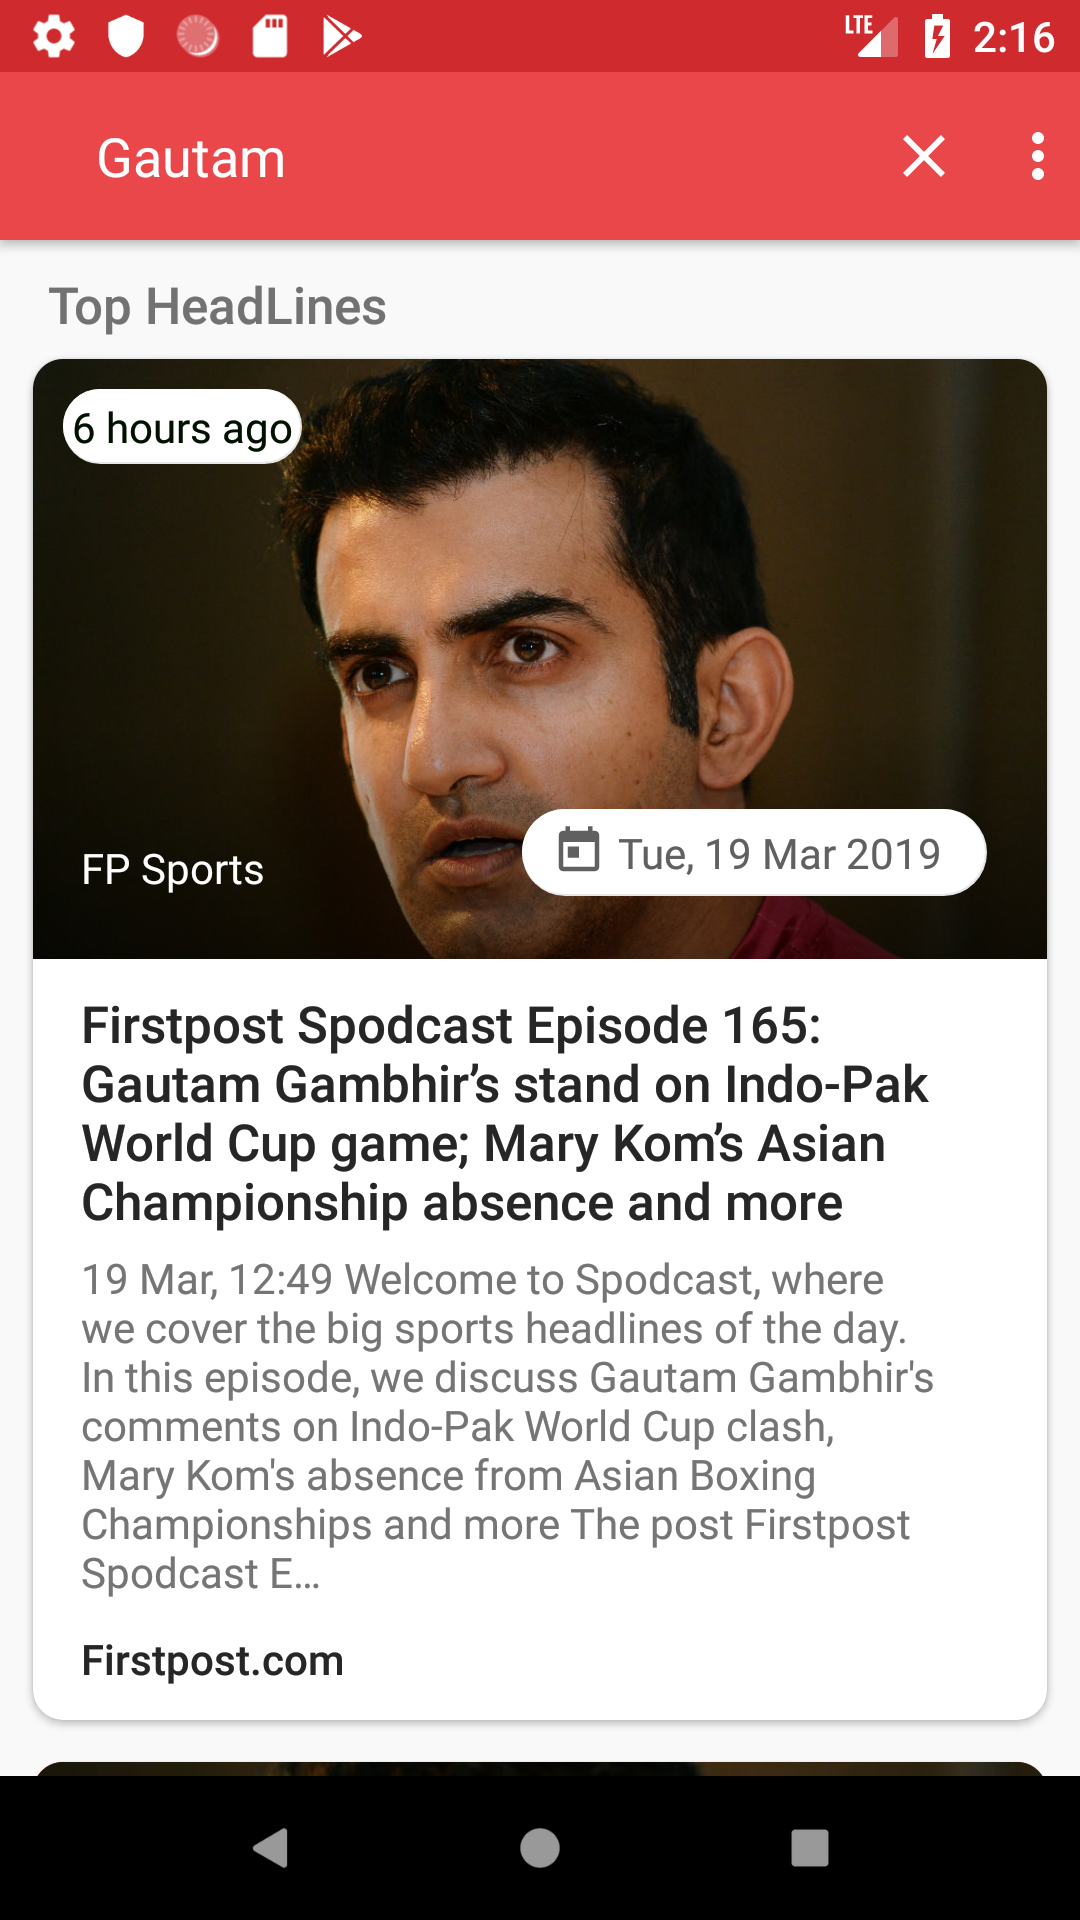 LTE 2:16
Gautam
Top HeadLines
6 hours ago
FP Sports
Tue, 19 Mar 2019
Firstpost Spodcast Episode 165:
Gautam Gambhir’s stand on Indo-Pak
World Cup game; Mary Kom’s Asian
Championship absence and more
19 Mar, 12:49 Welcome to Spodcast, where
we cover the big sports headlines of the day.
In this episode, we discuss Gautam Gambhir's
comments on Indo-Pak World Cup clash,
Mary Kom's absence from Asian Boxing
Championships and more The post Firstpost
Spodcast E…
Firstpost.com